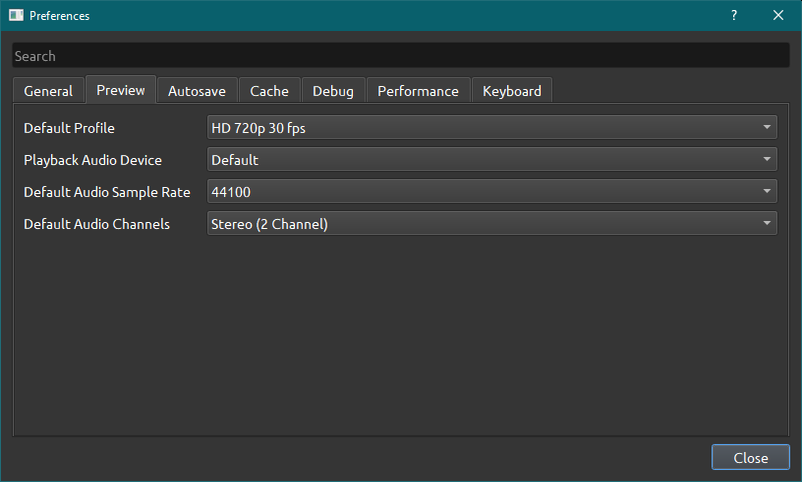 Preferences
?
Search
General Preview Autosave Cache Debug Performance Keyboard
Default Profile HD 720p 30 fps
Playback Audio Device Default
Default Audio Sample Rate 44100
Default Audio Channels Stereo (2 Channel)
Close